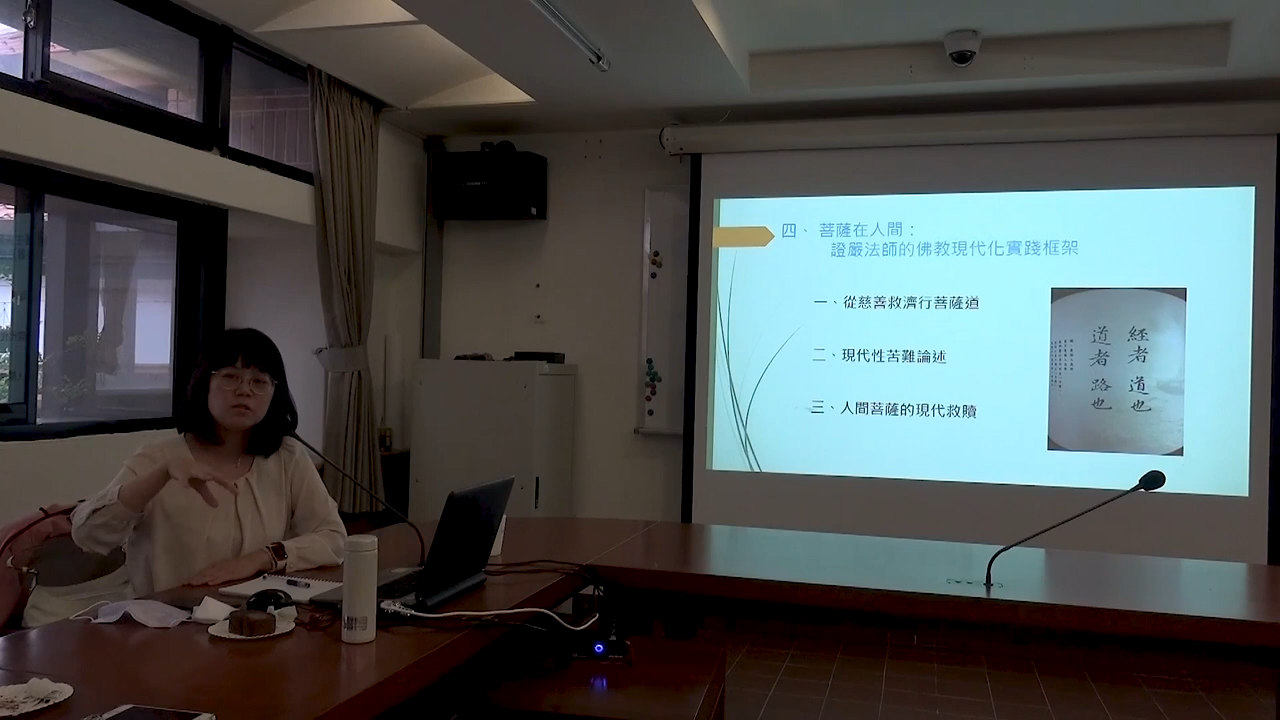 四、 菩薩在人間：
證嚴法師的佛教現代化實踐框架
一、從慈善救濟行菩薩道
二、現代性苦難論述
三、人間菩薩的現代救贖
経者 道也
道者 路也